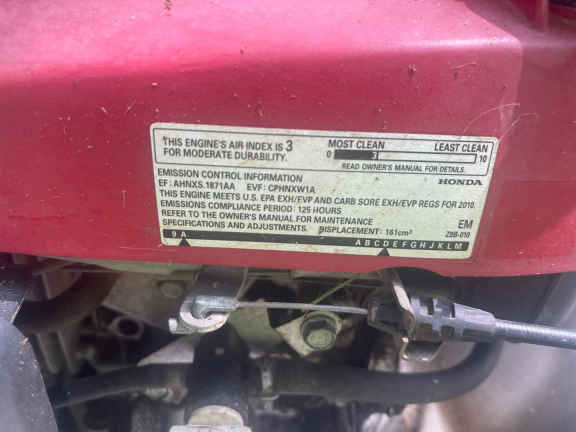 THIS ENGINE'S AIR INDEX IS 3
FOR MODERATE DURABILITY.
MOST CLEAN LEAST CLEAN
0 3 10
READ OWNER'S MANUAL FOR DETAILS.
EMISSION CONTROL INFORMATION
HONDA
EF: AHNXS.1871AA EVF: CPHNXW1A
THIS ENGINE MEETS U.S. EPA EXH/EVP AND CARB SORE EXH/EVP REGS FOR 2010.
EMISSIONS COMPLIANCE PERIOD: 125 HOURS
REFER TO THE OWNER'S MANUAL FOR MAINTENANCE
SPECIFICATIONS AND ADJUSTMENTS. DISPLACEMENT: 161cm³
EM
Z8B-010
9 A
A B C D E F G H J K L M